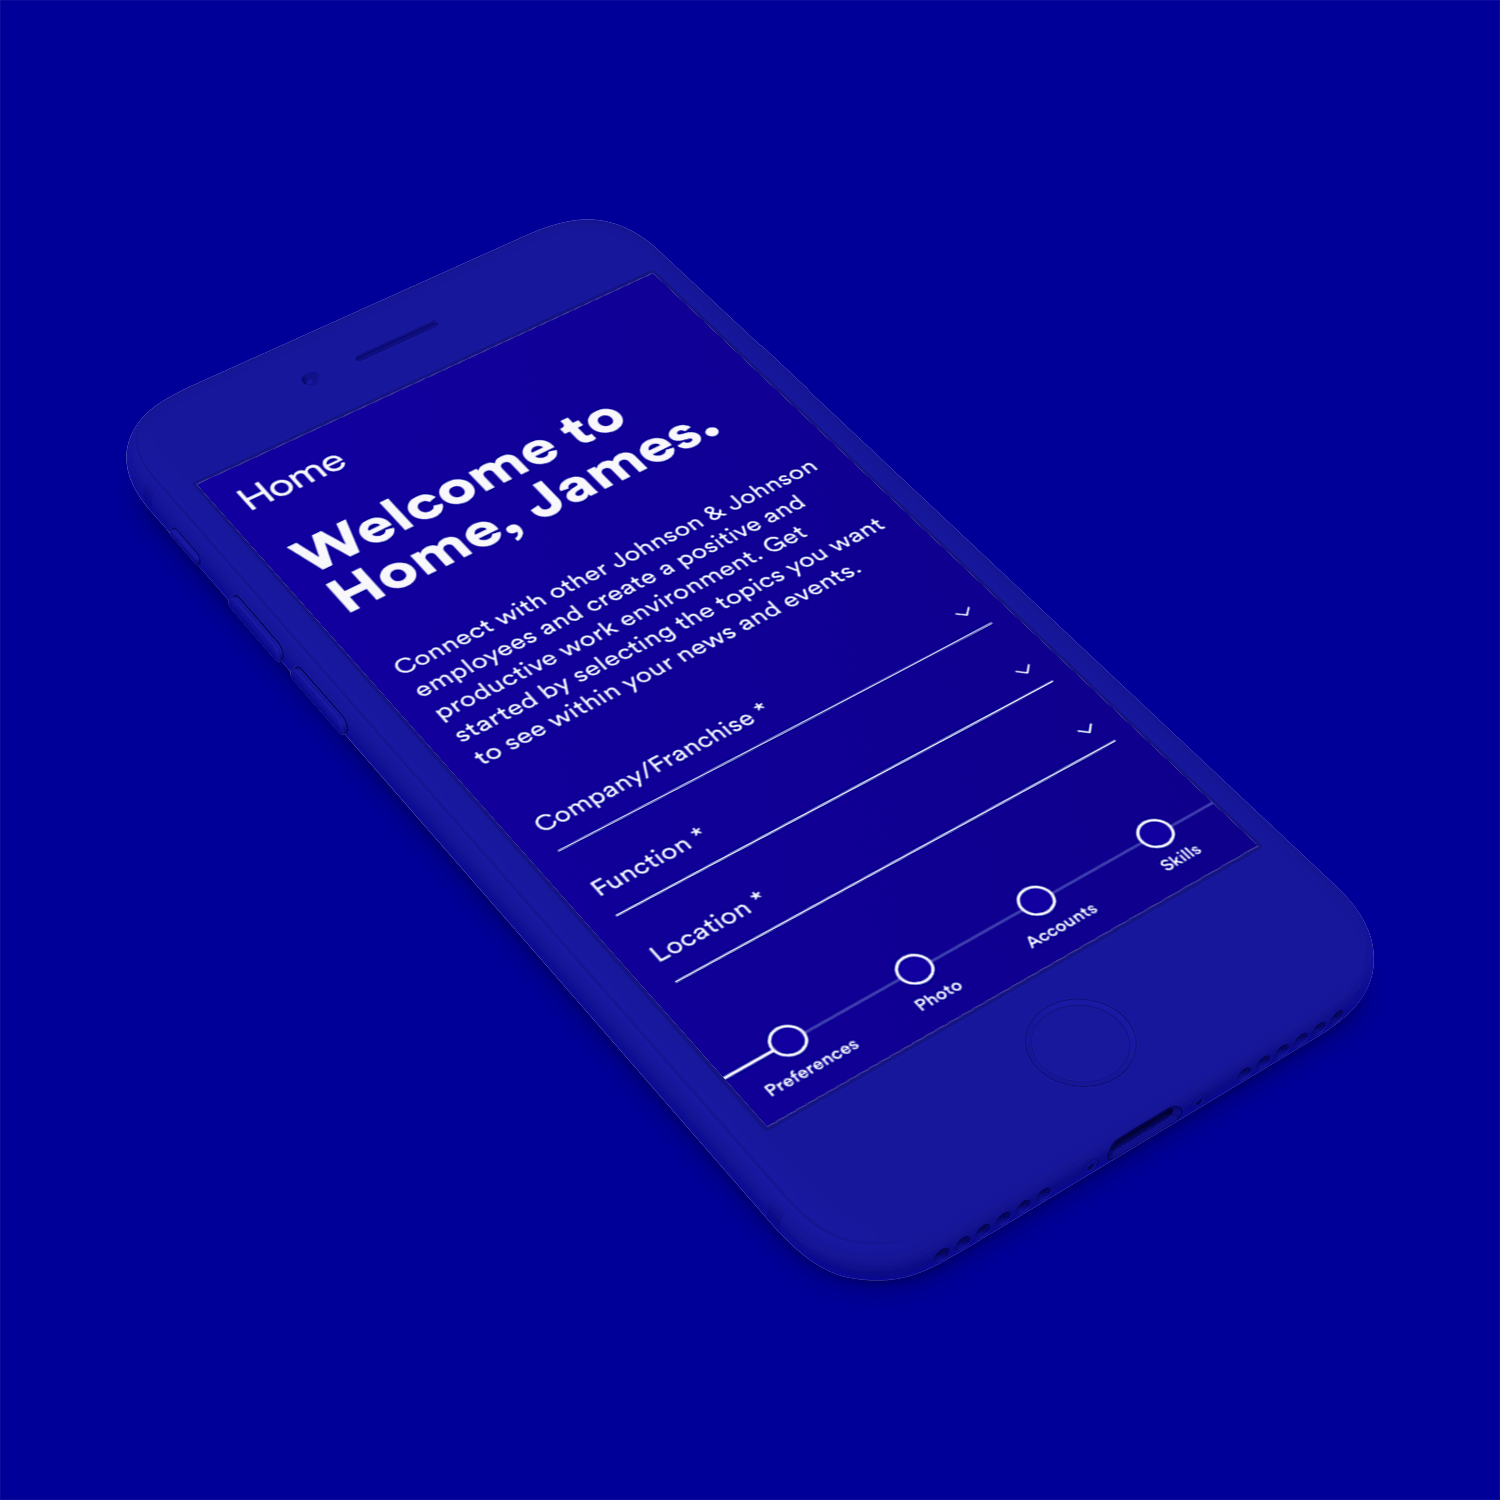 Home
Welcome to
Home, James.
Connect with other Johnson & Johnson
employees and create a positive and
productive work environment. Get
started by selecting the topics you want
to see within your news and events.
Company/Franchise *
Function *
Location *
Preferences
Photo
Accounts
Skills